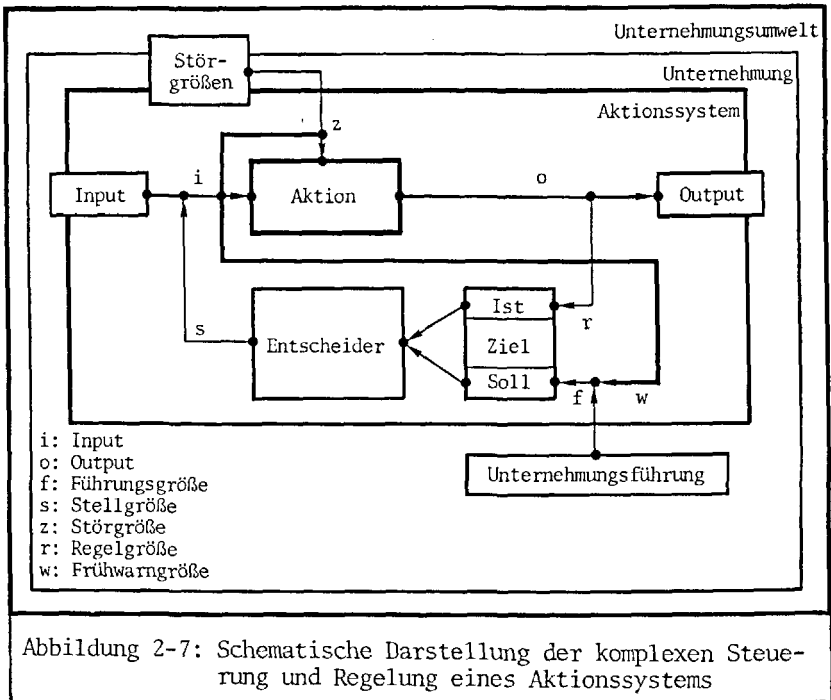 Unternehmungsumwelt
Stör-
größen
Unternehmung
Aktionssystem
z
Input
i
Aktion
o
Output
s
Entscheider
Ist
r
Ziel
Soll
f
w
Unternehmungsführung
i: Input
o: Output
f: Führungsgröße
s: Stellgröße
z: Störgröße
r: Regelgröße
w: Frühwarngröße
Abbildung 2-7: Schematische Darstellung der komplexen Steue-
rung und Regelung eines Aktionssystems